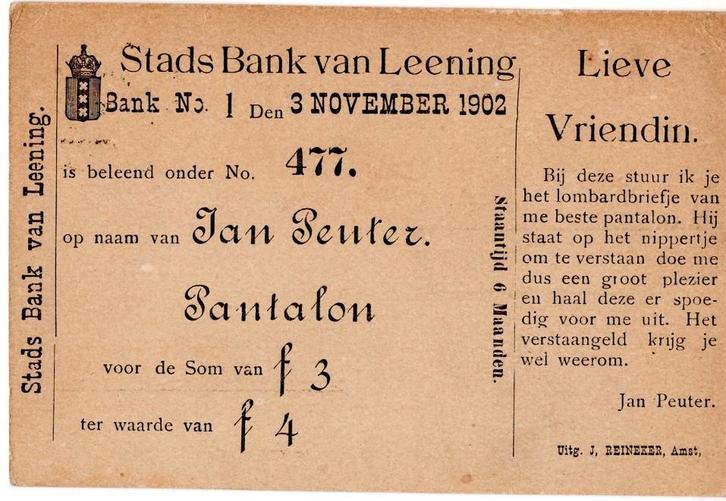 Stads Bank van Leening.
Stads Bank van Leening
Bank No. 1 Den 3 NOVEMBER 1902
is beleend onder No. 477.
op naam van Jan Peuter.
Pantalon
voor de Som van f 3
ter waarde van f 4
Staantijd 6 Maanden.
Lieve
Vriendin.
Bij deze stuur ik je
het lombardbriefje van
me beste pantalon. Hij
staat op het nippertje
om te verstaan doe me
dus een groot plezier
en haal deze er spoe-
dig voor me uit. Het
verstaangeld krijg je
wel weerom.
Jan Peuter.
Uitg. J, REINEKER, Amst,